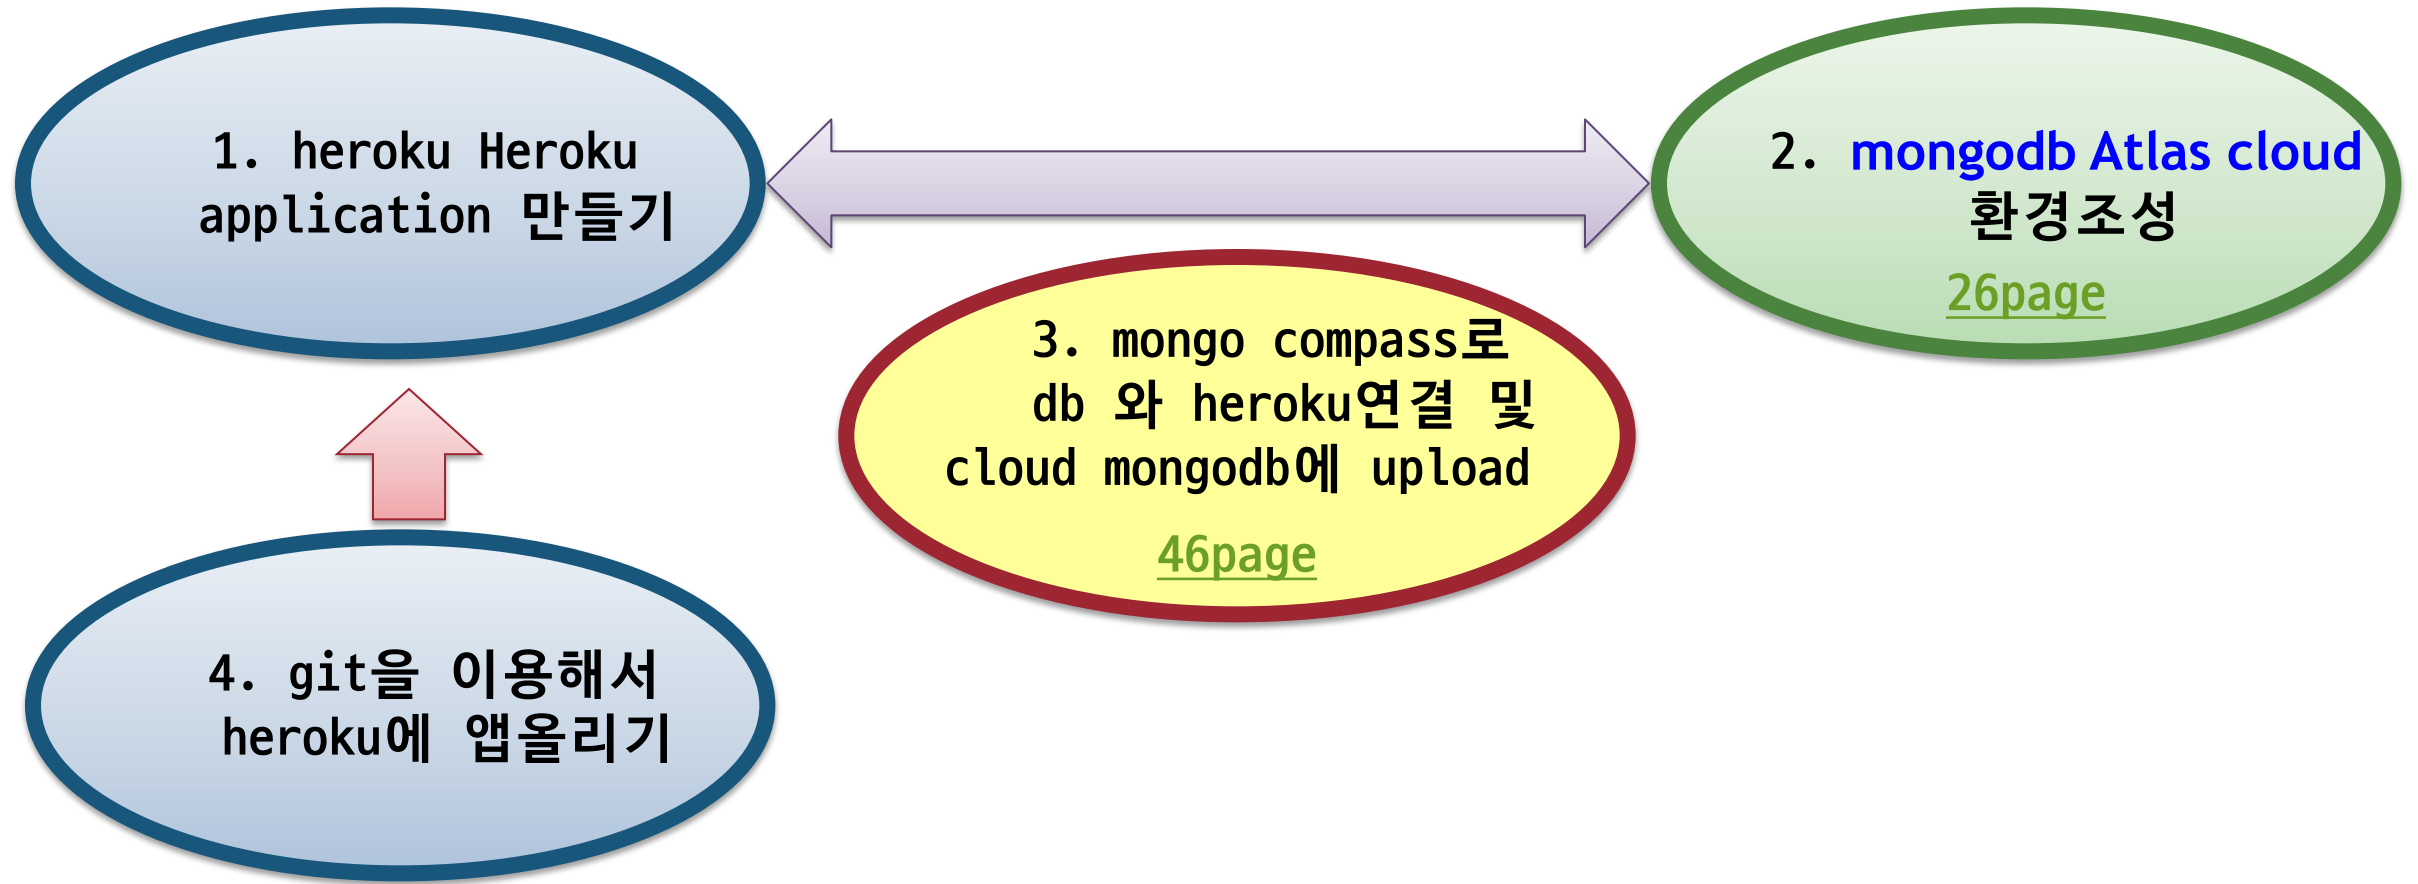 1. heroku Heroku
application 만들기
2. mongodb Atlas cloud
환경조성
26page
3. mongo compass로
db 와 heroku연결 및
cloud mongodb에 upload
46page
4. git을 이용해서
heroku에 앱올리기